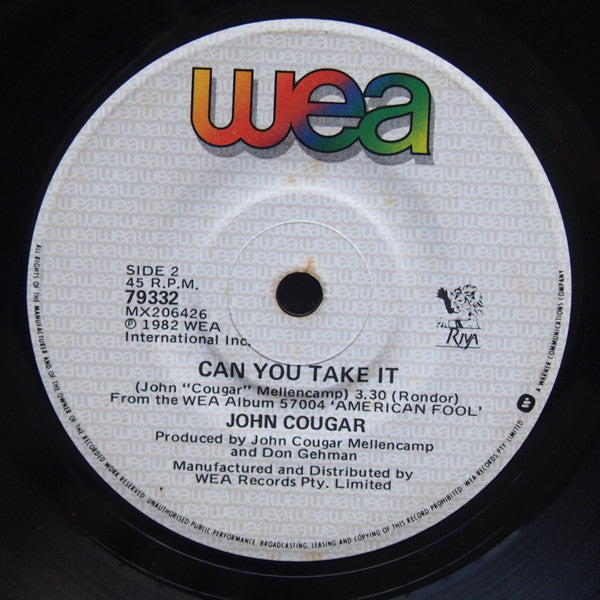 wea
SIDE 2
45 R.P.M.
79332
MX206426
℗ 1982 WEA
International Inc.
RIVA
CAN YOU TAKE IT
(John "Cougar" Mellencamp) 3.30 (Rondor)
From the WEA Album 57004 'AMERICAN FOOL'
JOHN COUGAR
Produced by John Cougar Mellencamp
and Don Gehman
Manufactured and Distributed by
WEA Records Pty. Limited
ALL RIGHTS OF THE MANUFACTURER AND OF THE OWNER OF THE RECORDED WORK RESERVED. UNAUTHORISED PUBLIC PERFORMANCE, BROADCASTING, LEASING AND COPYING OF THIS RECORD PROHIBITED. WEA RECORDS PTY. LIMITED
A WARNER COMMUNICATIONS COMPANY